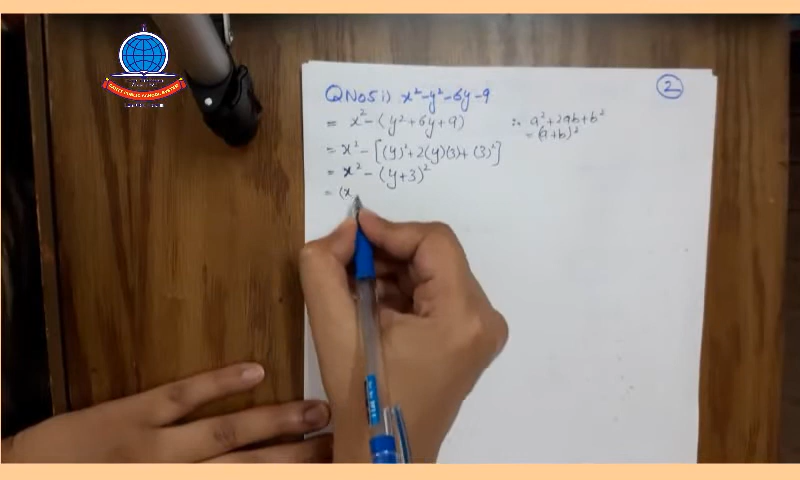 QNo5 i) x²-y²-6y-9
②
= x² - (y²+6y+9)
∵ a²+2ab+b²
= (a+b)²
= x² - [(y)²+2(y)(3)+(3)²]
= x² - (y+3)²
= (x